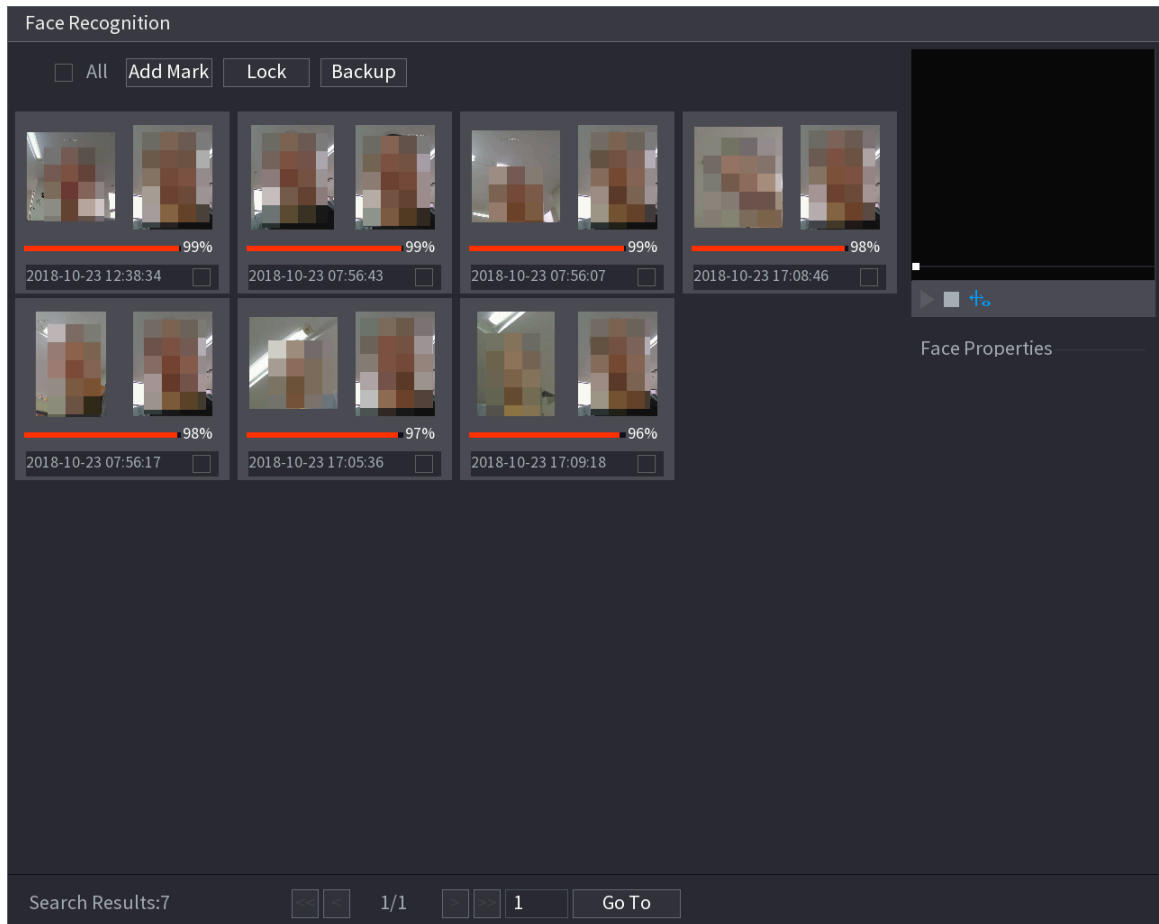 Face Recognition
All Add Mark Lock Backup
99% 99% 99% 98%
2018-10-23 12:38:34 2018-10-23 07:56:43 2018-10-23 07:56:07 2018-10-23 17:08:46
98% 97% 96%
2018-10-23 07:56:17 2018-10-23 17:05:36 2018-10-23 17:09:18
Face Properties
Search Results:7 << < 1/1 > >> 1 Go To